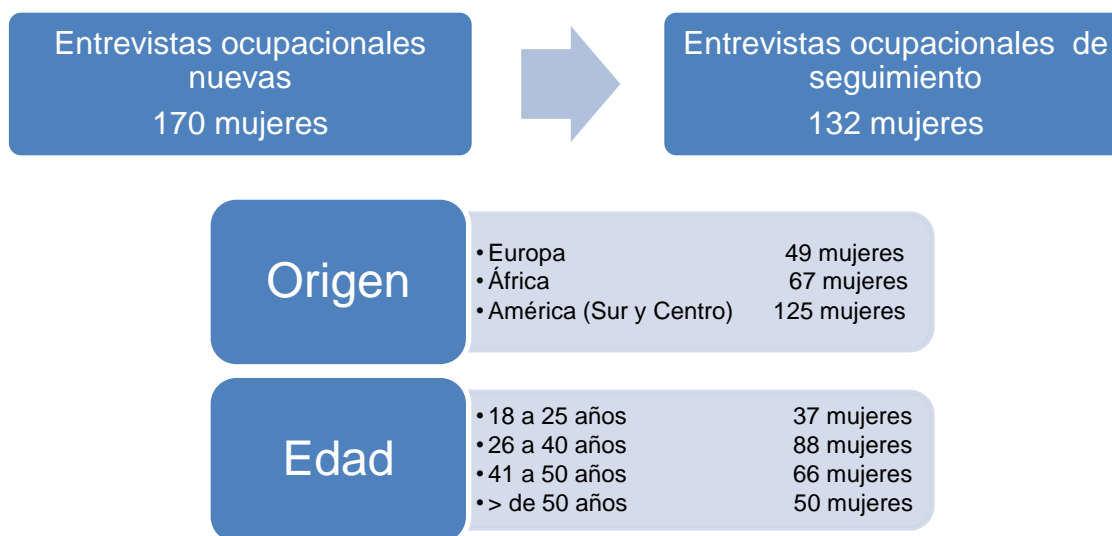 Entrevistas ocupacionales
nuevas
170 mujeres
Entrevistas ocupacionales de
seguimiento
132 mujeres
Origen
• Europa 49 mujeres
• África 67 mujeres
• América (Sur y Centro) 125 mujeres
Edad
• 18 a 25 años 37 mujeres
• 26 a 40 años 88 mujeres
• 41 a 50 años 66 mujeres
• > de 50 años 50 mujeres